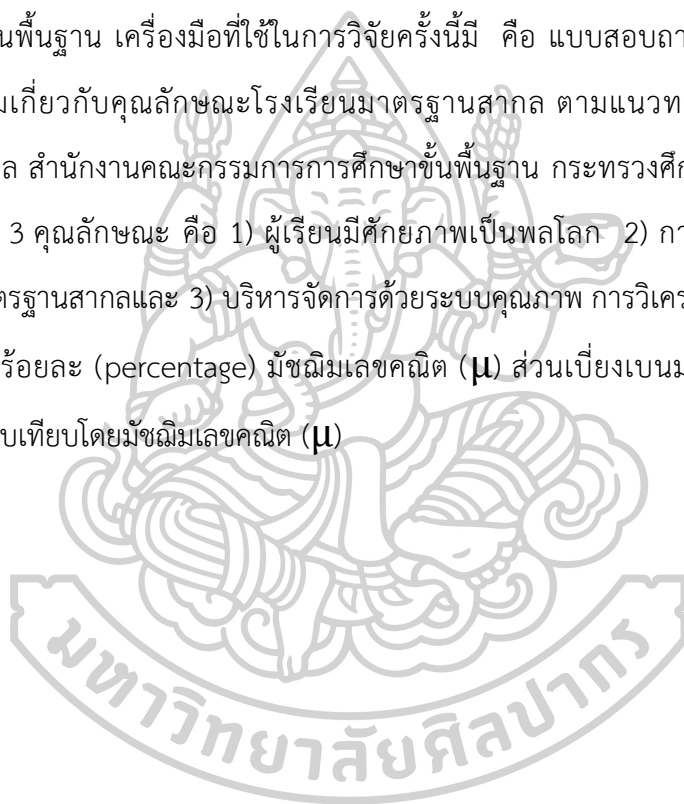 นพื้นฐาน เครื่องมือที่ใช้ในการวิจัยครั้งนี้มี  คือ แบบสอบถา
มเกี่ยวกับคุณลักษณะโรงเรียนมาตรฐานสากล ตามแนวท
ล สำนักงานคณะกรรมการการศึกษาขั้นพื้นฐาน กระทรวงศึก
3 คุณลักษณะ คือ 1) ผู้เรียนมีศักยภาพเป็นพลโลก  2) กา
ตรฐานสากลและ 3) บริหารจัดการด้วยระบบคุณภาพ การวิเคร
ร้อยละ (percentage) มัชฌิมเลขคณิต (μ) ส่วนเบี่ยงเบนม
บเทียบโดยมัชฌิมเลขคณิต (μ)
มหาวิทยาลัยศิลปากร